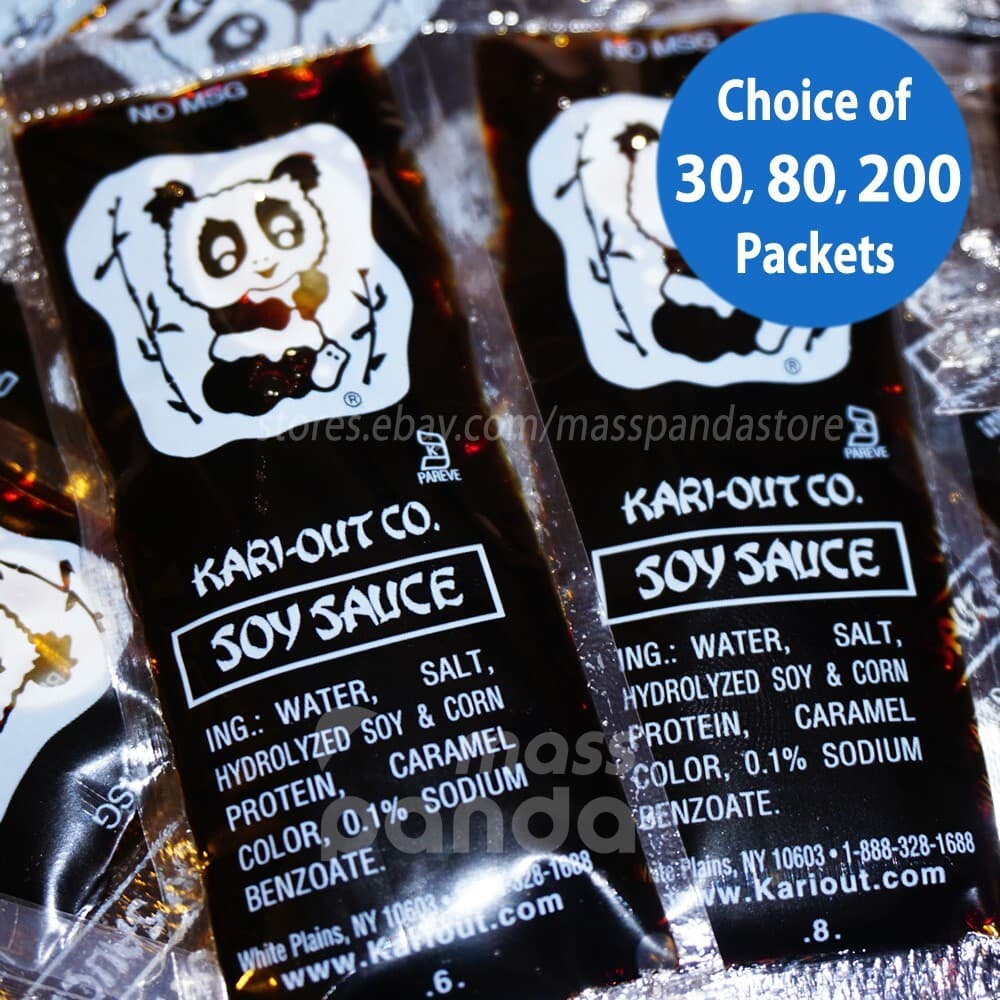 Choice of
30, 80, 200
Packets
NO MSG
®
K
PAREVE
KARI-OUT CO.
SOY SAUCE
ING.: WATER, SALT,
HYDROLYZED SOY & CORN
PROTEIN, CARAMEL
COLOR, 0.1% SODIUM
BENZOATE.
White Plains, NY 10603 • 
28-1688
www.Kariout.com
.6.
NO MSG
®
K
PAREVE
KARI-OUT CO.
SOY SAUCE
ING.: WATER, SALT,
HYDROLYZED SOY & CORN
PROTEIN, CARAMEL
COLOR, 0.1% SODIUM
BENZOATE.
Plains, NY 10603 • 1-888-328-1688
www.Kariout.com
.8.
stores.ebay.com/masspandastore
mass
panda
SG